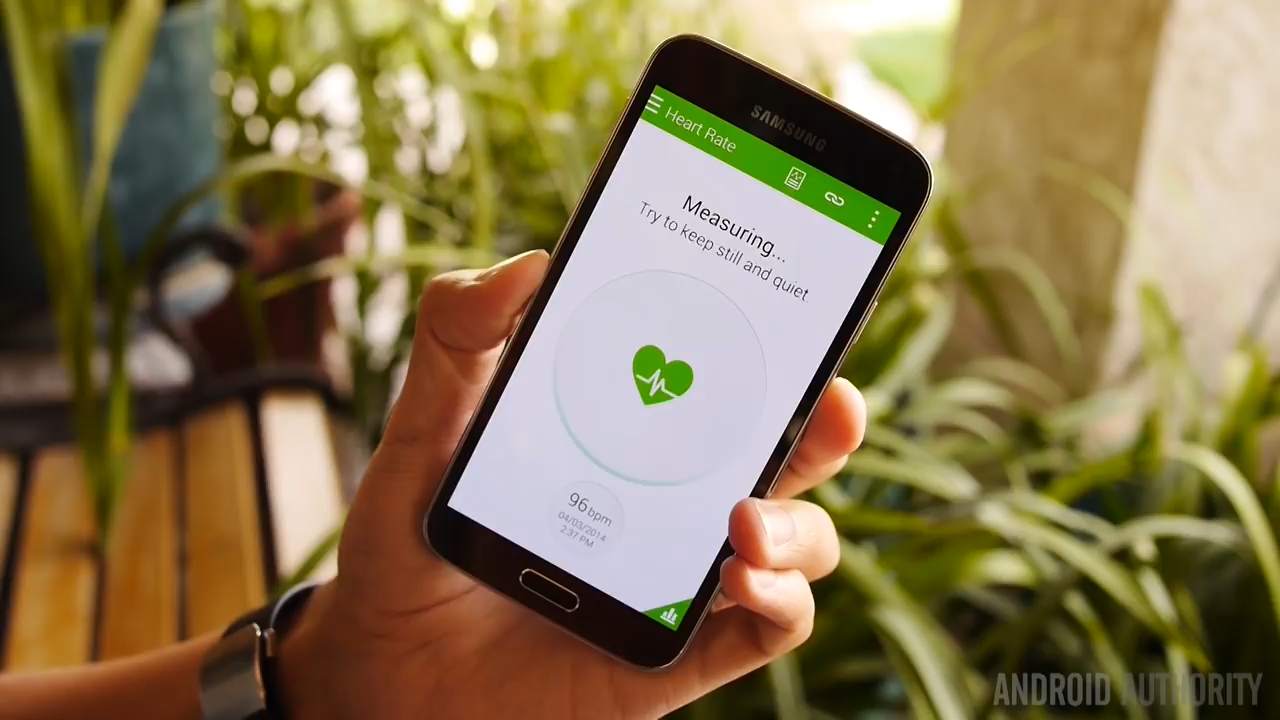 SAMSUNG
Heart Rate
Measuring...
Try to keep still and quiet.
96 bpm
04/03/2014
2:37 PM
ANDROID AUTHORITY